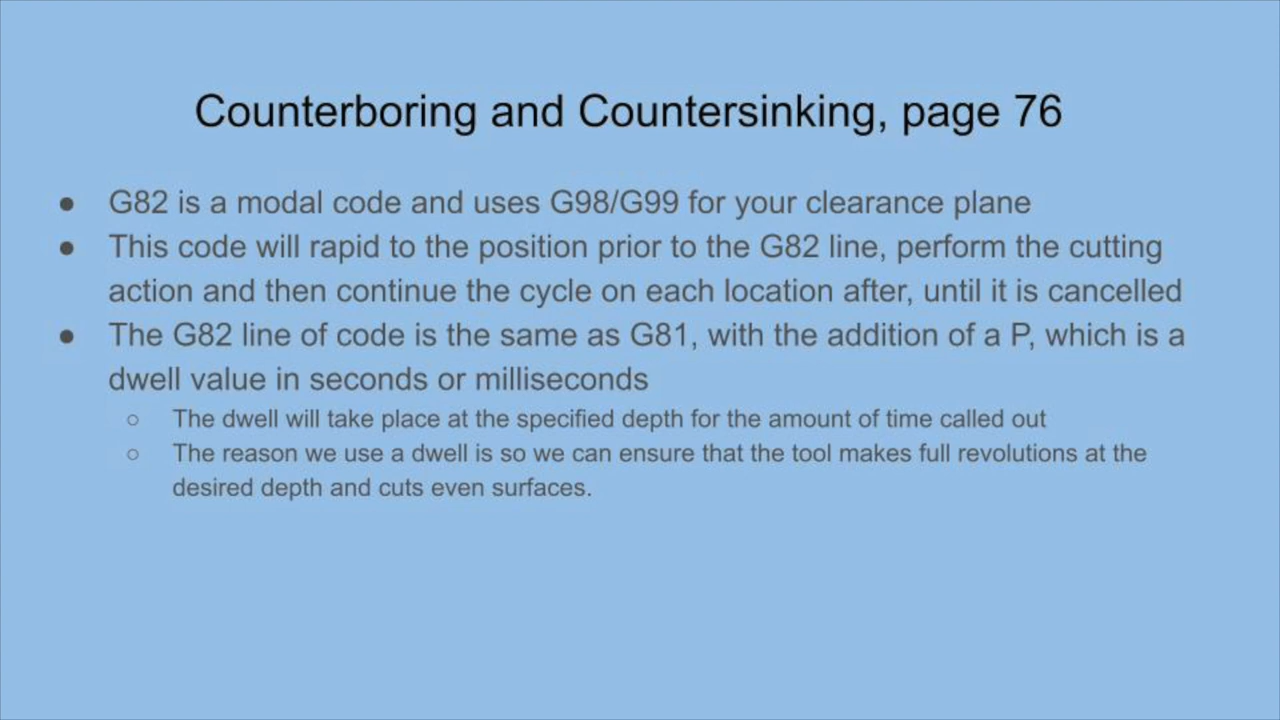 Counterboring and Countersinking, page 76
● G82 is a modal code and uses G98/G99 for your clearance plane
● This code will rapid to the position prior to the G82 line, perform the cutting
action and then continue the cycle on each location after, until it is cancelled
● The G82 line of code is the same as G81, with the addition of a P, which is a
dwell value in seconds or milliseconds
○ The dwell will take place at the specified depth for the amount of time called out
○ The reason we use a dwell is so we can ensure that the tool makes full revolutions at the
desired depth and cuts even surfaces.